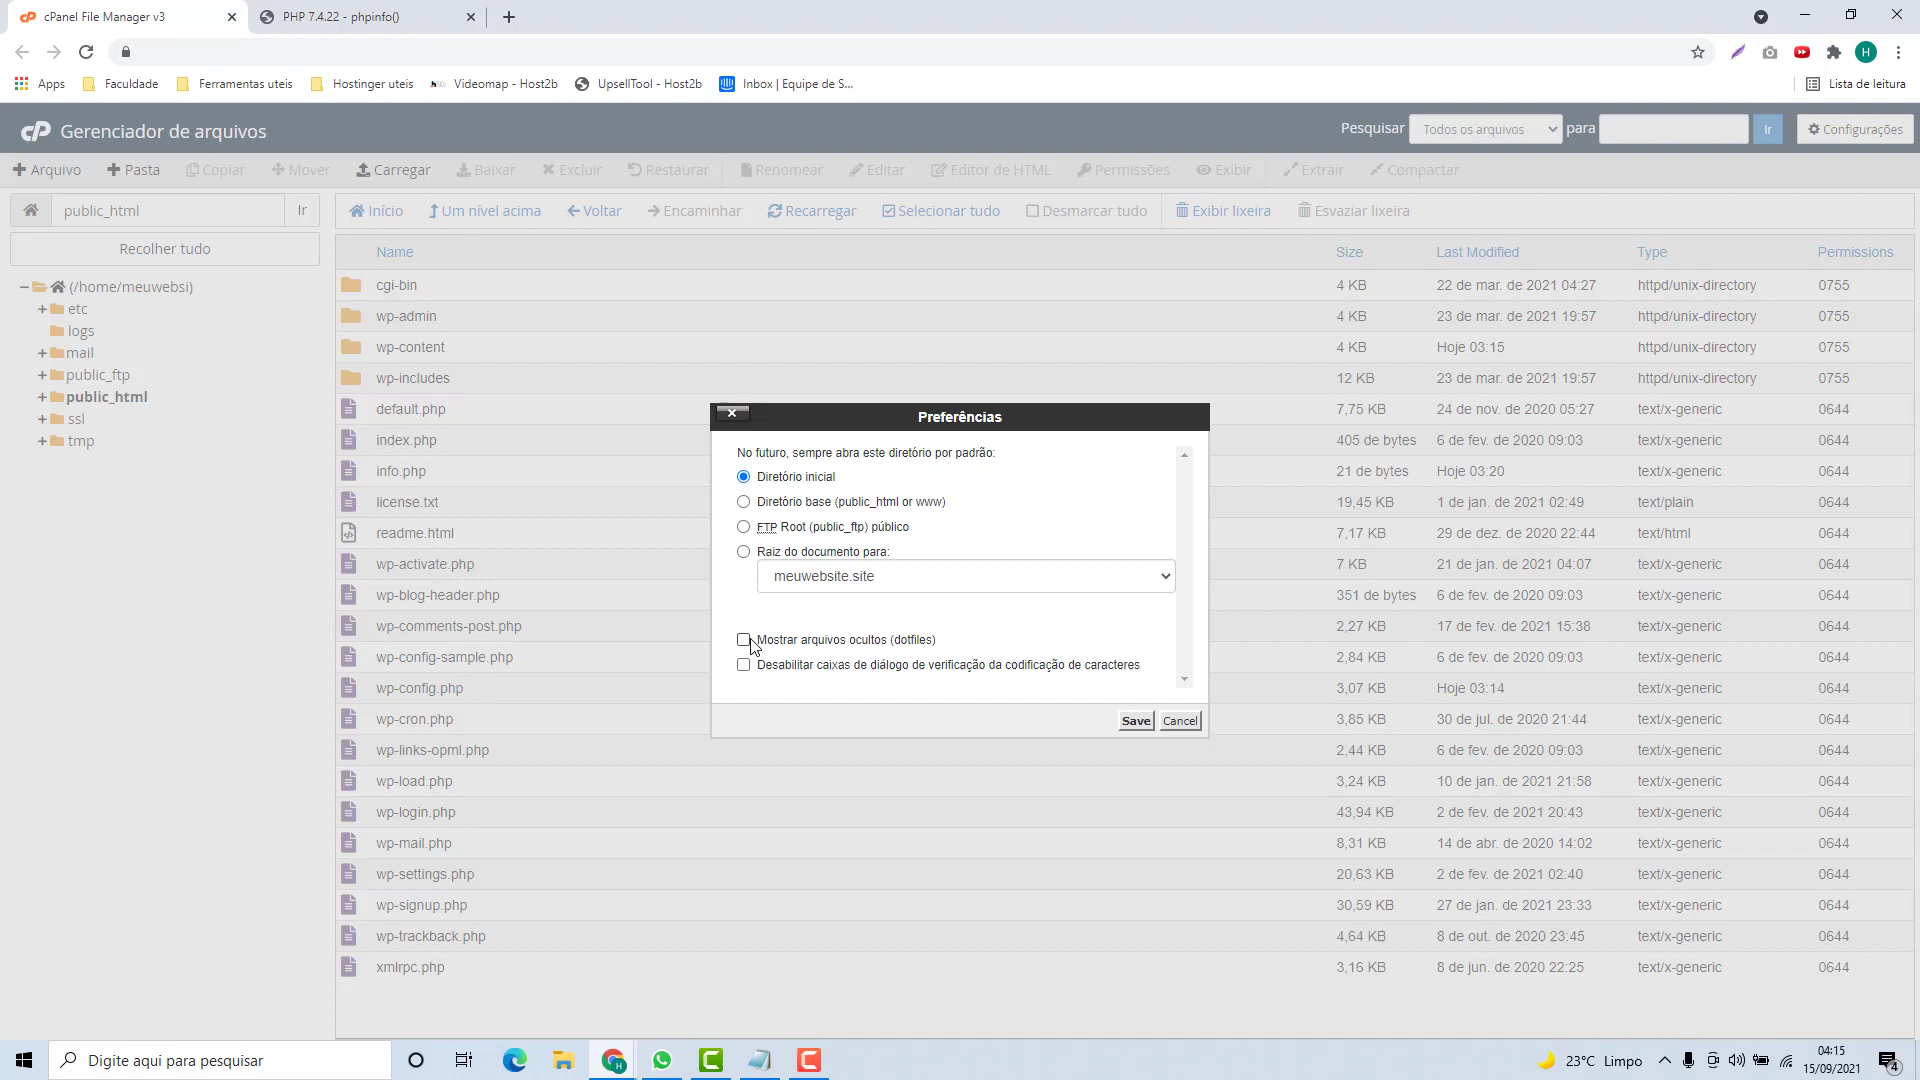 cPanel File Manager v3
PHP 7.4.22 - phpinfo()
Apps
Faculdade
Ferramentas uteis
Hostinger uteis
Videomap - Host2b
UpsellTool - Host2b
Inbox | Equipe de S...
Lista de leitura
cP Gerenciador de arquivos
Pesquisar
Todos os arquivos
para
Ir
Configurações
Arquivo
Pasta
Copiar
Mover
Carregar
Baixar
Excluir
Restaurar
Renomear
Editar
Editor de HTML
Permissões
Exibir
Extrair
Compactar
public_html
Ir
Início
Um nível acima
Voltar
Encaminhar
Recarregar
Selecionar tudo
Desmarcar tudo
Exibir lixeira
Esvaziar lixeira
Recolher tudo
(/home/meuwebsi)
etc
logs
mail
public_ftp
public_html
ssl
tmp
Name Size Last Modified Type Permissions
cgi-bin 4 KB 22 de mar. de 2021 04:27 httpd/unix-directory 0755
wp-admin 4 KB 23 de mar. de 2021 19:57 httpd/unix-directory 0755
wp-content 4 KB Hoje 03:15 httpd/unix-directory 0755
wp-includes 12 KB 23 de mar. de 2021 19:57 httpd/unix-directory 0755
default.php 7,75 KB 24 de nov. de 2020 05:27 text/x-generic 0644
index.php 405 de bytes 6 de fev. de 2020 09:03 text/x-generic 0644
info.php 21 de bytes Hoje 03:20 text/x-generic 0644
license.txt 19,45 KB 1 de jan. de 2021 02:49 text/plain 0644
readme.html 7,17 KB 29 de dez. de 2020 22:44 text/html 0644
wp-activate.php 7 KB 21 de jan. de 2021 04:07 text/x-generic 0644
wp-blog-header.php 351 de bytes 6 de fev. de 2020 09:03 text/x-generic 0644
wp-comments-post.php 2,27 KB 17 de fev. de 2021 15:38 text/x-generic 0644
wp-config-sample.php 2,84 KB 6 de fev. de 2020 09:03 text/x-generic 0644
wp-config.php 3,07 KB Hoje 03:14 text/x-generic 0644
wp-cron.php 3,85 KB 30 de jul. de 2020 21:44 text/x-generic 0644
wp-links-opml.php 2,44 KB 6 de fev. de 2020 09:03 text/x-generic 0644
wp-load.php 3,24 KB 10 de jan. de 2021 21:58 text/x-generic 0644
wp-login.php 43,94 KB 2 de fev. de 2021 20:43 text/x-generic 0644
wp-mail.php 8,31 KB 14 de abr. de 2020 14:02 text/x-generic 0644
wp-settings.php 20,63 KB 2 de fev. de 2021 02:40 text/x-generic 0644
wp-signup.php 30,59 KB 27 de jan. de 2021 23:33 text/x-generic 0644
wp-trackback.php 4,64 KB 8 de out. de 2020 23:45 text/x-generic 0644
xmlrpc.php 3,16 KB 8 de jun. de 2020 22:25 text/x-generic 0644
Preferências
No futuro, sempre abra este diretório por padrão:
Diretório inicial
Diretório base (public_html or www)
FTP Root (public_ftp) público
Raiz do documento para:
meuwebsite.site
Mostrar arquivos ocultos (dotfiles)
Desabilitar caixas de diálogo de verificação da codificação de caracteres
Save
Cancel
Digite aqui para pesquisar
H
23°C Limpo
04:15
15/09/2021
4